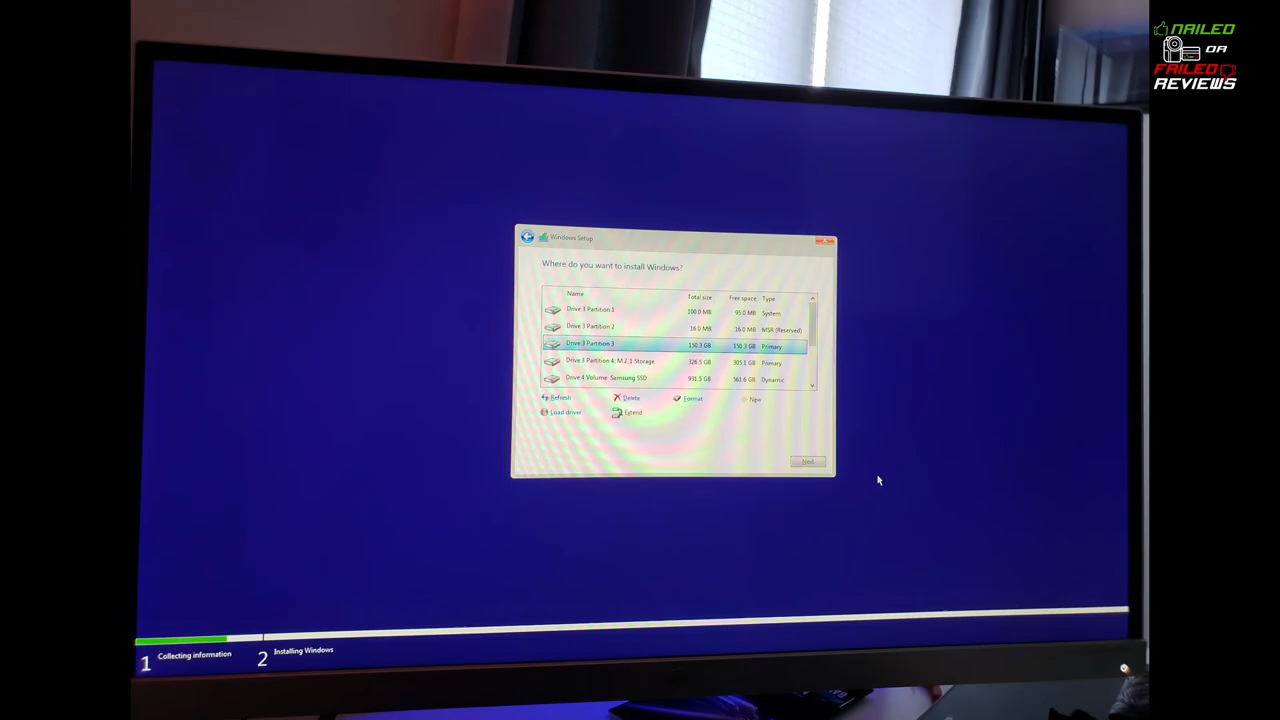 NAILED
OR
FAILED
REVIEWS
Windows Setup
Where do you want to install Windows?
Name Total size Free space Type
Drive 3 Partition 1 100.0 MB 95.0 MB System
Drive 3 Partition 2 16.0 MB 16.0 MB MSR (Reserved)
Drive 3 Partition 3 150.3 GB 150.3 GB Primary
Drive 3 Partition 4: M.2_1 Storage 326.5 GB 305.1 GB Primary
Drive 4 Volume: Samsung SSD 931.5 GB 561.6 GB Dynamic
Refresh Delete Format New
Load driver Extend
Next
1 Collecting information 2 Installing Windows